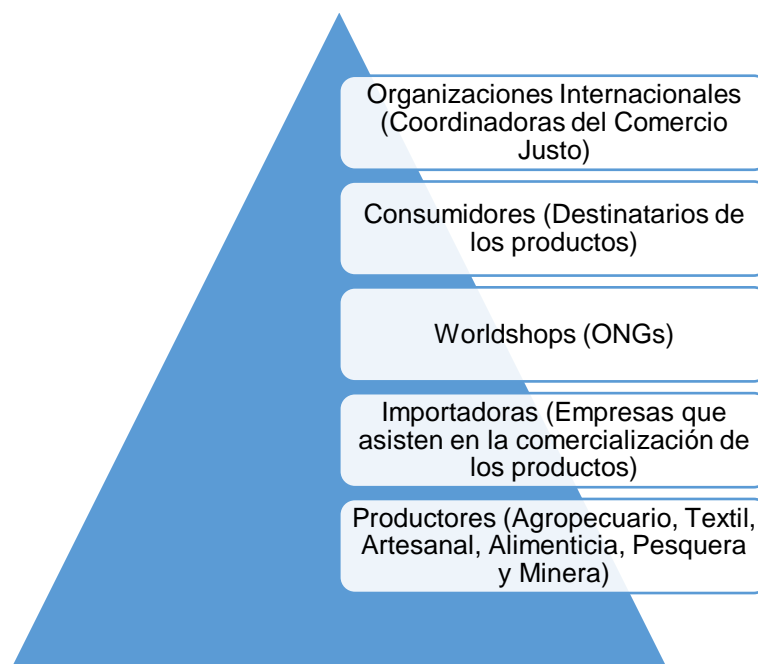 Organizaciones Internacionales
(Coordinadoras del Comercio
Justo)
Consumidores (Destinatarios de
los productos)
Worldshops (ONGs)
Importadoras (Empresas que
asisten en la comercialización de
los productos)
Productores (Agropecuario, Textil,
Artesanal, Alimenticia, Pesquera
y Minera)